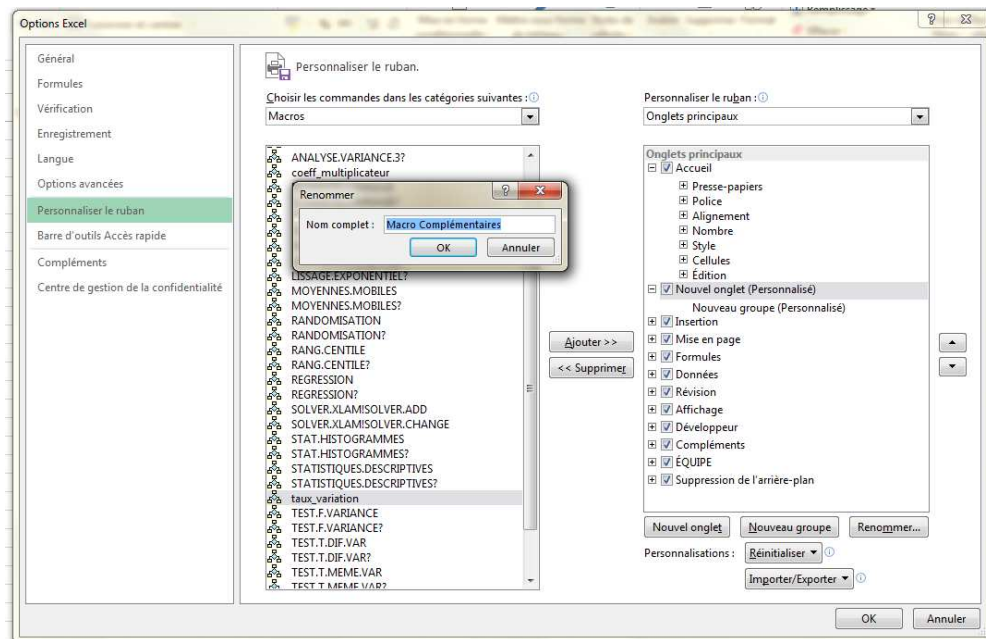 Options Excel
Général
Formules
Vérification
Enregistrement
Langue
Options avancées
Personnaliser le ruban
Barre d'outils Accès rapide
Compléments
Centre de gestion de la confidentialité
Personnaliser le ruban.
Choisir les commandes dans les catégories suivantes :
Macros
ANALYSE.VARIANCE.3?
coeff_multiplicateur
Renommer
Nom complet : Macro Complémentaires
OK Annuler
LISSAGE.EXPONENTIEL?
MOYENNES.MOBILES
MOYENNES.MOBILES?
RANDOMISATION
RANDOMISATION?
RANG.CENTILE
RANG.CENTILE?
REGRESSION
REGRESSION?
SOLVER.XLAM!SOLVER.ADD
SOLVER.XLAM!SOLVER.CHANGE
STAT.HISTOGRAMMES
STAT.HISTOGRAMMES?
STATISTIQUES.DESCRIPTIVES
STATISTIQUES.DESCRIPTIVES?
taux_variation
TEST.F.VARIANCE
TEST.F.VARIANCE?
TEST.T.DIF.VAR
TEST.T.DIF.VAR?
TEST.T.MEME.VAR
TEST.T.MEME.VAR?
Ajouter >>
<< Supprimer
Personnaliser le ruban :
Onglets principaux
Onglets principaux
Accueil
Presse-papiers
Police
Alignement
Nombre
Style
Cellules
Édition
Nouvel onglet (Personnalisé)
Nouveau groupe (Personnalisé)
Insertion
Mise en page
Formules
Données
Révision
Affichage
Développeur
Compléments
ÉQUIPE
Suppression de l'arrière-plan
Nouvel onglet Nouveau groupe Renommer...
Personnalisations : Réinitialiser
Importer/Exporter
OK Annuler